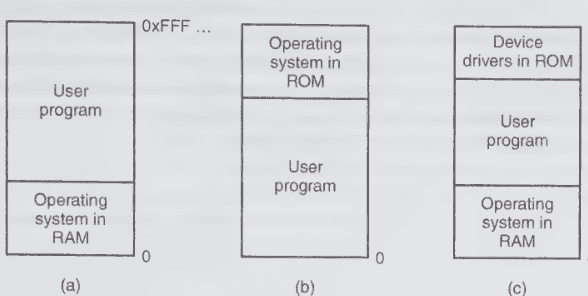 0xFFF ...
User
program
Operating
system in
RAM
0
(a)
Operating
system in
ROM
User
program
0
(b)
Device
drivers in ROM
User
program
Operating
system in
RAM
(c)